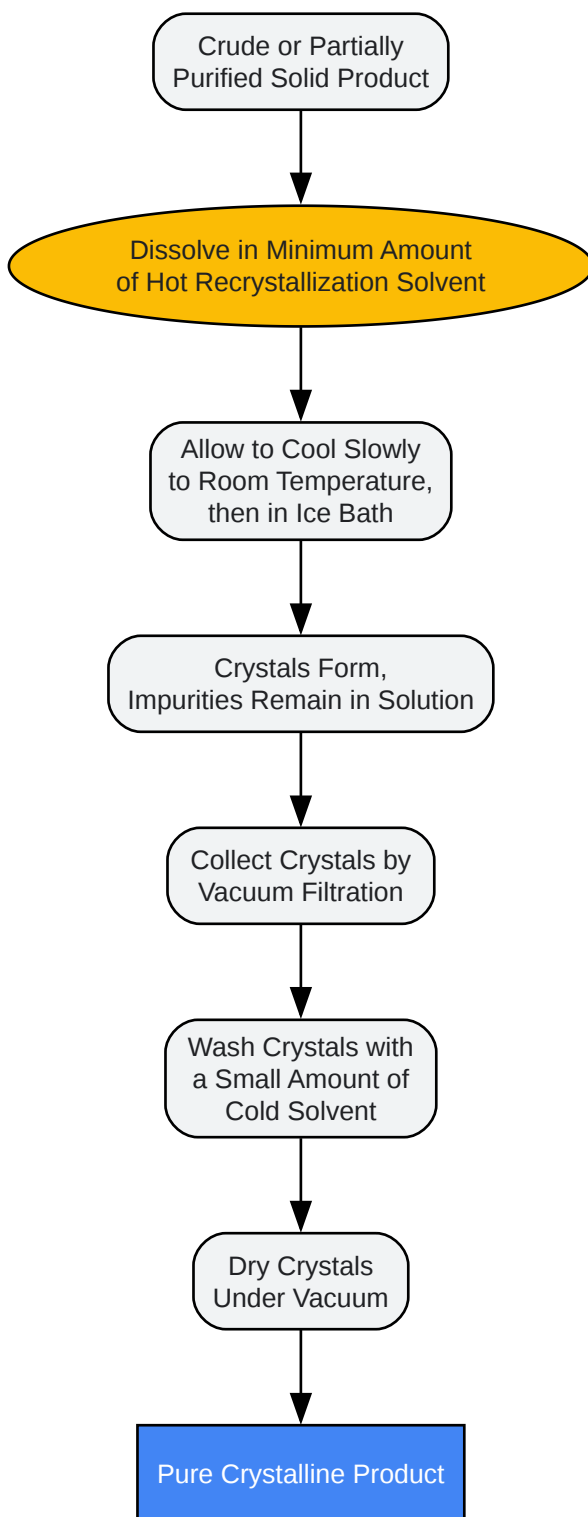 Crude or Partially
Purified Solid Product
Dissolve in Minimum Amount
of Hot Recrystallization Solvent
Allow to Cool Slowly
to Room Temperature,
then in Ice Bath
Crystals Form,
Impurities Remain in Solution
Collect Crystals by
Vacuum Filtration
Wash Crystals with
a Small Amount of
Cold Solvent
Dry Crystals
Under Vacuum
Pure Crystalline Product